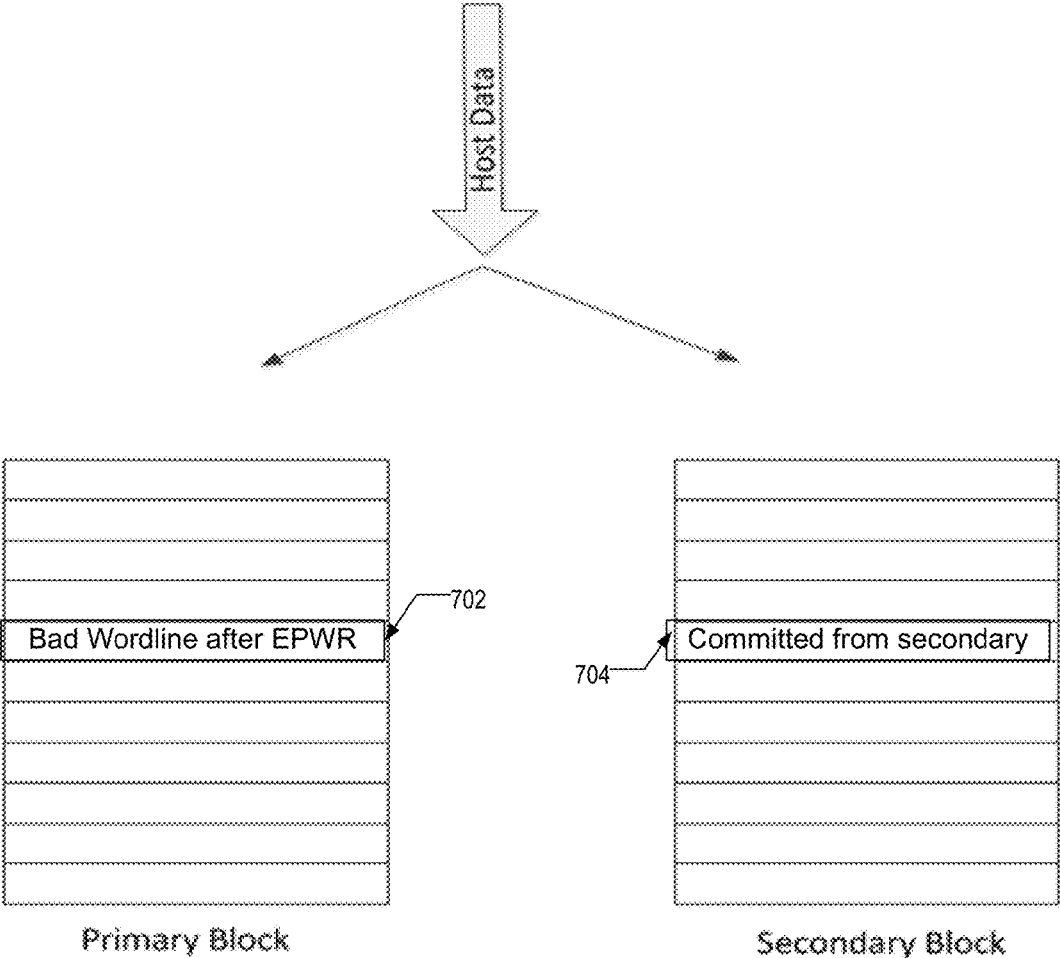 Host Data
702
Bad Wordline after EPWR
Committed from secondary
704
Primary Block
Secondary Block